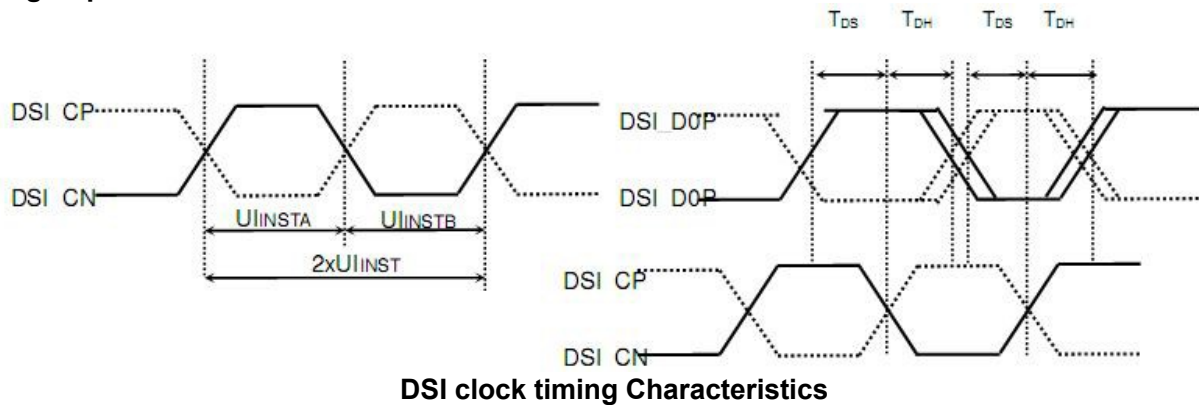 TDS TDH TDS TDH
DSI CP
DSI CN
UIINSTA UIINSTB
2xUIINST
DSI_D0P
DSI D0P
DSI CP
DSI CN
DSI clock timing Characteristics